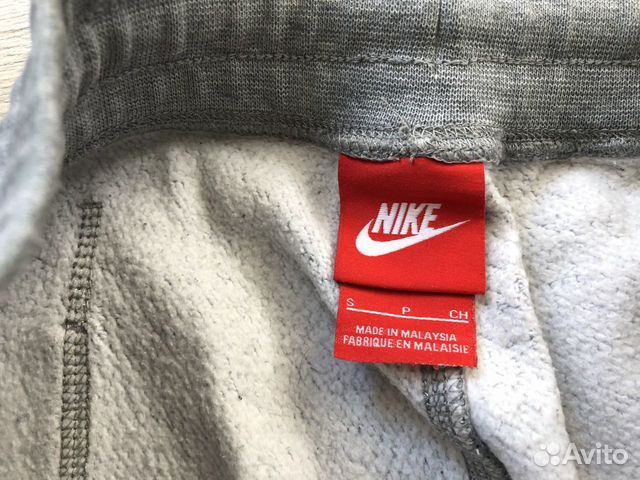 NIKE
S P CH
MADE IN MALAYSIA
FABRIQUE EN MALAISIE
Avito